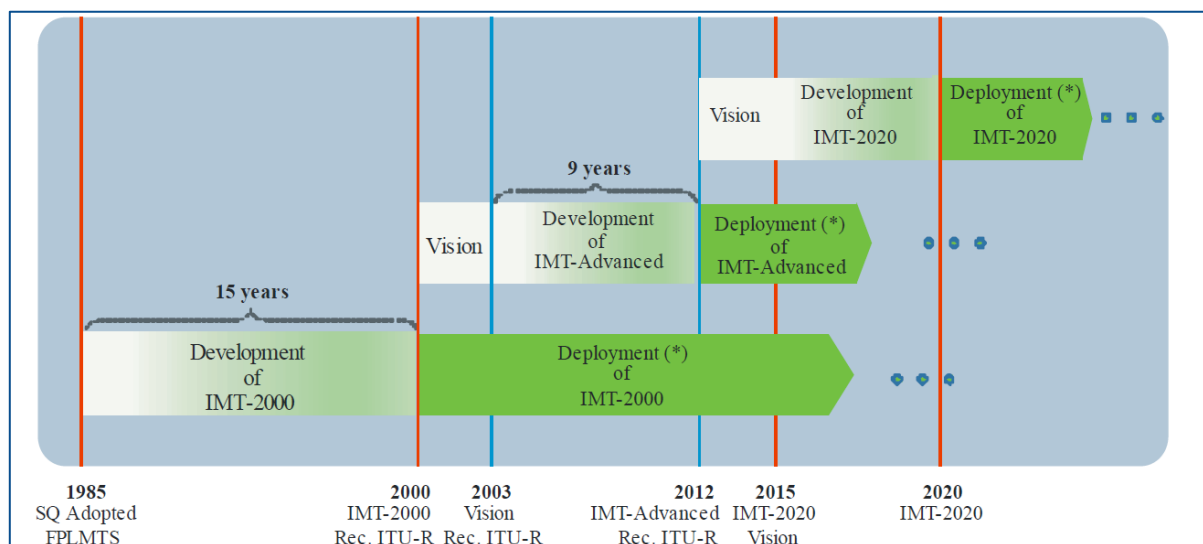 Vision
Development
of
IMT-2020
Deployment (*)
of
IMT-2020
9 years
Vision
Development
of
IMT-Advanced
Deployment (*)
of
IMT-Advanced
15 years
Development
of
IMT-2000
Deployment (*)
of
IMT-2000
1985
SQ Adopted
FPLMTS
2000
IMT-2000
Rec. ITU-R
2003
Vision
Rec. ITU-R
2012
IMT-Advanced
Rec. ITU-R
2015
IMT-2020
Vision
2020
IMT-2020